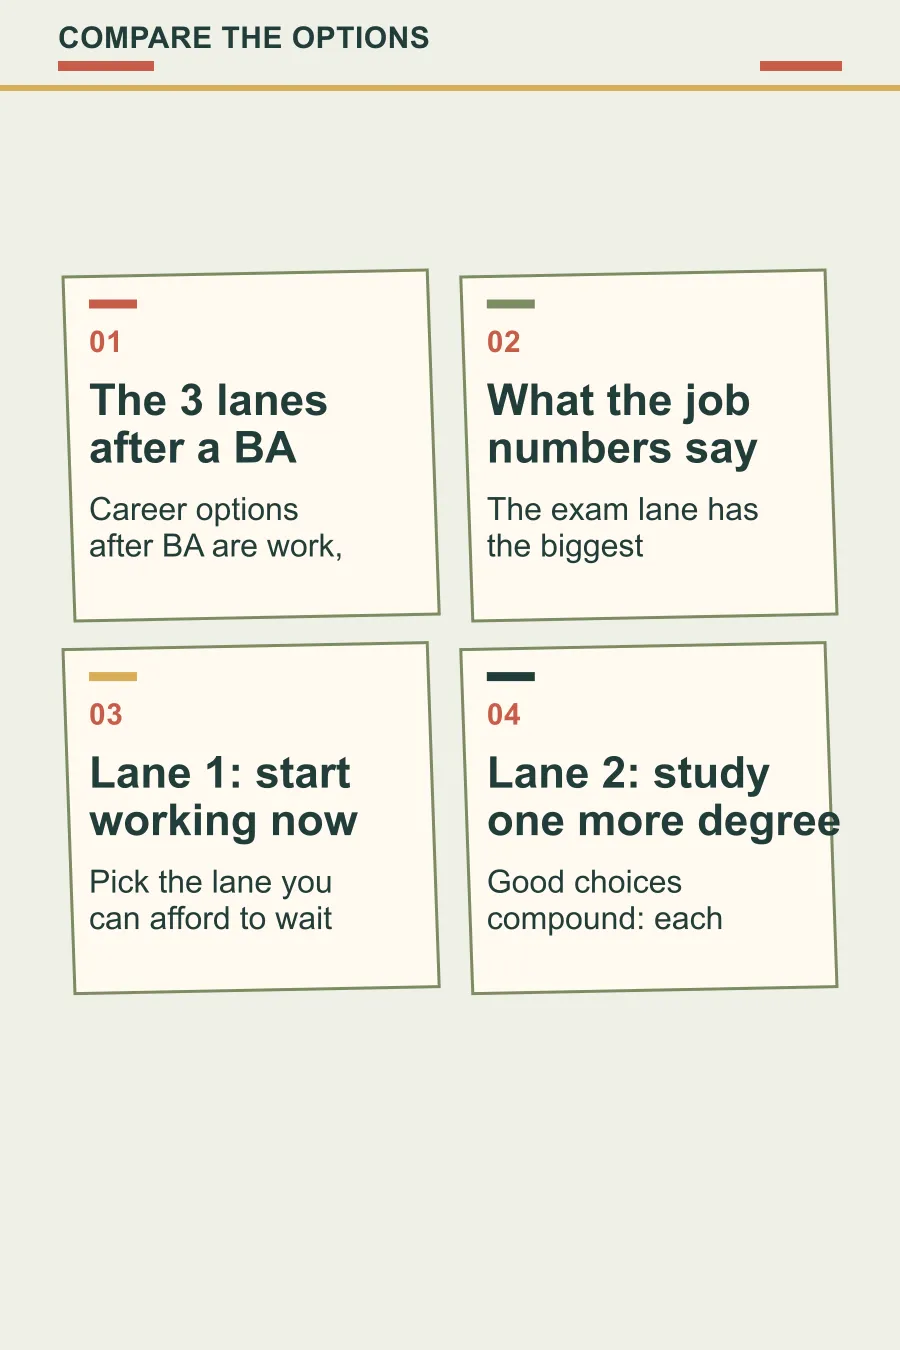 COMPARE THE OPTIONS
01
The 3 lanes
after a BA
Career options
after BA are work,
02
What the job
numbers say
The exam lane has
the biggest
03
Lane 1: start
working now
Pick the lane you
can afford to wait
04
Lane 2: study
one more degree
Good choices
compound: each